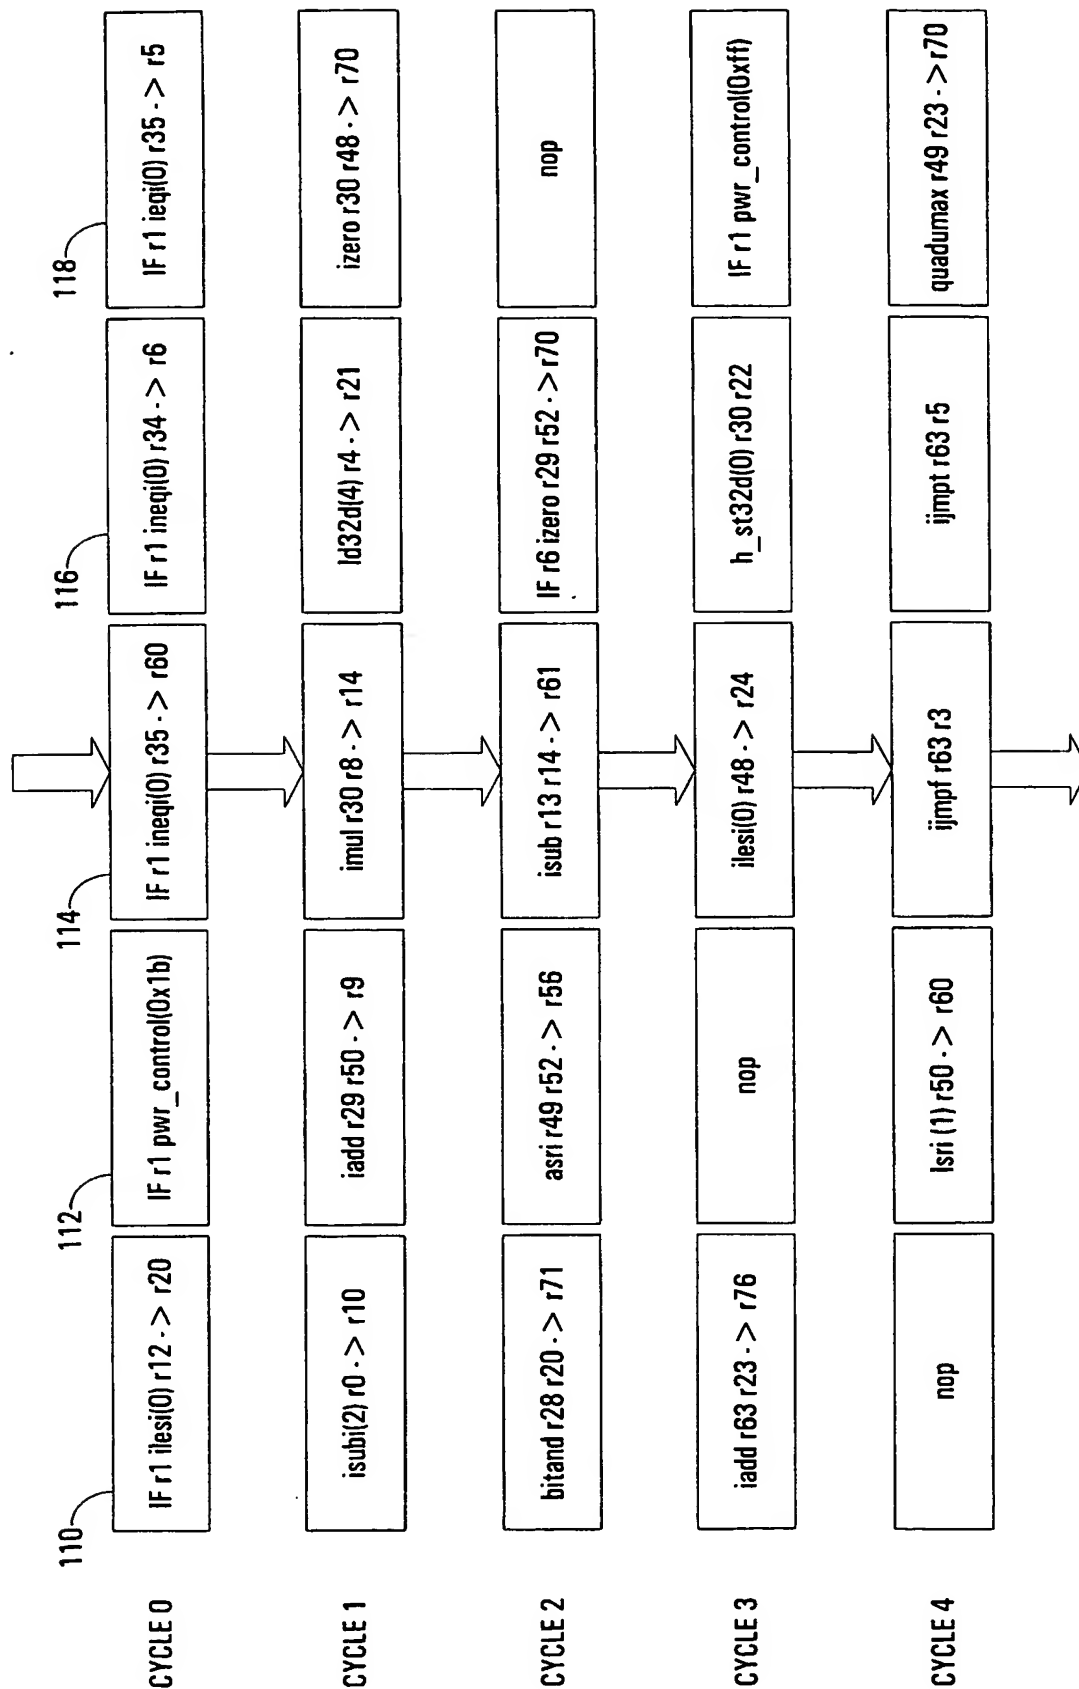 110
112
114
116
118
CYCLE 0
IF r1 ilesi(0) r12 -> r20
IF r1 pwr_control(0x1b)
IF r1 ineqi(0) r35 -> r60
IF r1 ineqi(0) r34 -> r6
IF r1 ieqi(0) r35 -> r5
CYCLE 1
isubi(2) r0 -> r10
iadd r29 r50 -> r9
imul r30 r8 -> r14
ld32d(4) r4 -> r21
izero r30 r48 -> r70
CYCLE 2
bitand r28 r20 -> r71
asri r49 r52 -> r56
isub r13 r14 -> r61
IF r6 izero r29 r52 -> r70
nop
CYCLE 3
iadd r63 r23 -> r76
nop
ilesi(0) r48 -> r24
h_st32d(0) r30 r22
IF r1 pwr_control(0xff)
CYCLE 4
nop
lsri (1) r50 -> r60
ijmpf r63 r3
ijmpt r63 r5
quadumax r49 r23 -> r70